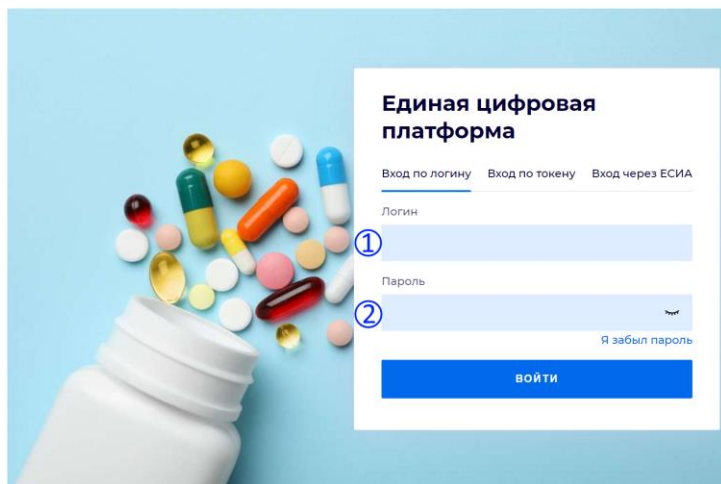 Единая цифровая
платформа
Вход по логину Вход по токену Вход через ЕСИА
Логин
①
Пароль
②
Я забыл пароль
ВОЙТИ